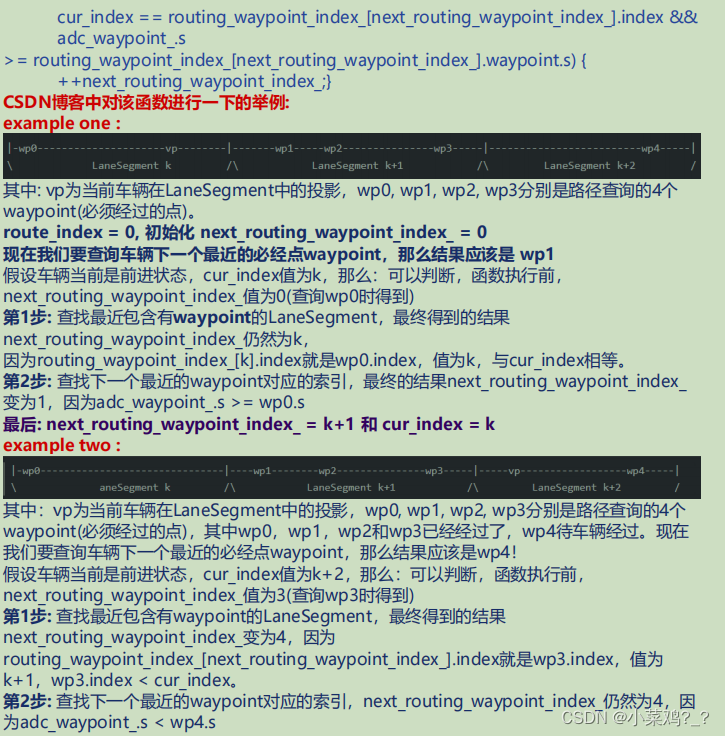 cur_index == routing_waypoint_index_[next_routing_waypoint_index_].index &&
adc_waypoint_.s
>= routing_waypoint_index_[next_routing_waypoint_index_].waypoint.s) {
++next_routing_waypoint_index_;}
CSDN博客中对该函数进行一下的举例:
example one :
|-wp0---------------------vp--------|-------wp1-----wp2---------------wp3-----|-------------------------wp4-----|
\ LaneSegment k /\ LaneSegment k+1 /\ LaneSegment k+2 /
其中: vp为当前车辆在LaneSegment中的投影，wp0, wp1, wp2, wp3分别是路径查询的4个
waypoint(必须经过的点)。
route_index = 0, 初始化 next_routing_waypoint_index_ = 0
现在我们要查询车辆下一个最近的必经点waypoint，那么结果应该是 wp1
假设车辆当前是前进状态，cur_index值为k，那么：可以判断，函数执行前，
next_routing_waypoint_index_值为0(查询wp0时得到)
第1步: 查找最近包含有waypoint的LaneSegment，最终得到的结果
next_routing_waypoint_index_仍然为k，
因为routing_waypoint_index_[k].index就是wp0.index，值为k，与cur_index相等。
第2步: 查找下一个最近的waypoint对应的索引，最终的结果next_routing_waypoint_index_
变为1，因为adc_waypoint_.s >= wp0.s
最后: next_routing_waypoint_index_ = k+1 和 cur_index = k
example two :
|-wp0------------------------------|----wp1--------wp2---------------wp3-----|-----vp------------------wp4-----|
\ aneSegment k /\ LaneSegment k+1 /\ LaneSegment k+2 /
其中：vp为当前车辆在LaneSegment中的投影，wp0, wp1, wp2, wp3分别是路径查询的4个
waypoint(必须经过的点)，其中wp0，wp1，wp2和wp3已经经过了，wp4待车辆经过。现在
我们要查询车辆下一个最近的必经点waypoint，那么结果应该是wp4！
假设车辆当前是前进状态，cur_index值为k+2，那么：可以判断，函数执行前，
next_routing_waypoint_index_值为3(查询wp3时得到)
第1步: 查找最近包含有waypoint的LaneSegment，最终得到的结果
next_routing_waypoint_index_变为4，因为
routing_waypoint_index_[next_routing_waypoint_index_].index就是wp3.index，值为
k+1，wp3.index < cur_index。
第2步: 查找下一个最近的waypoint对应的索引，next_routing_waypoint_index_仍然为4，因
为adc_waypoint_.s < wp4.s
CSDN @小菜鸡?_?